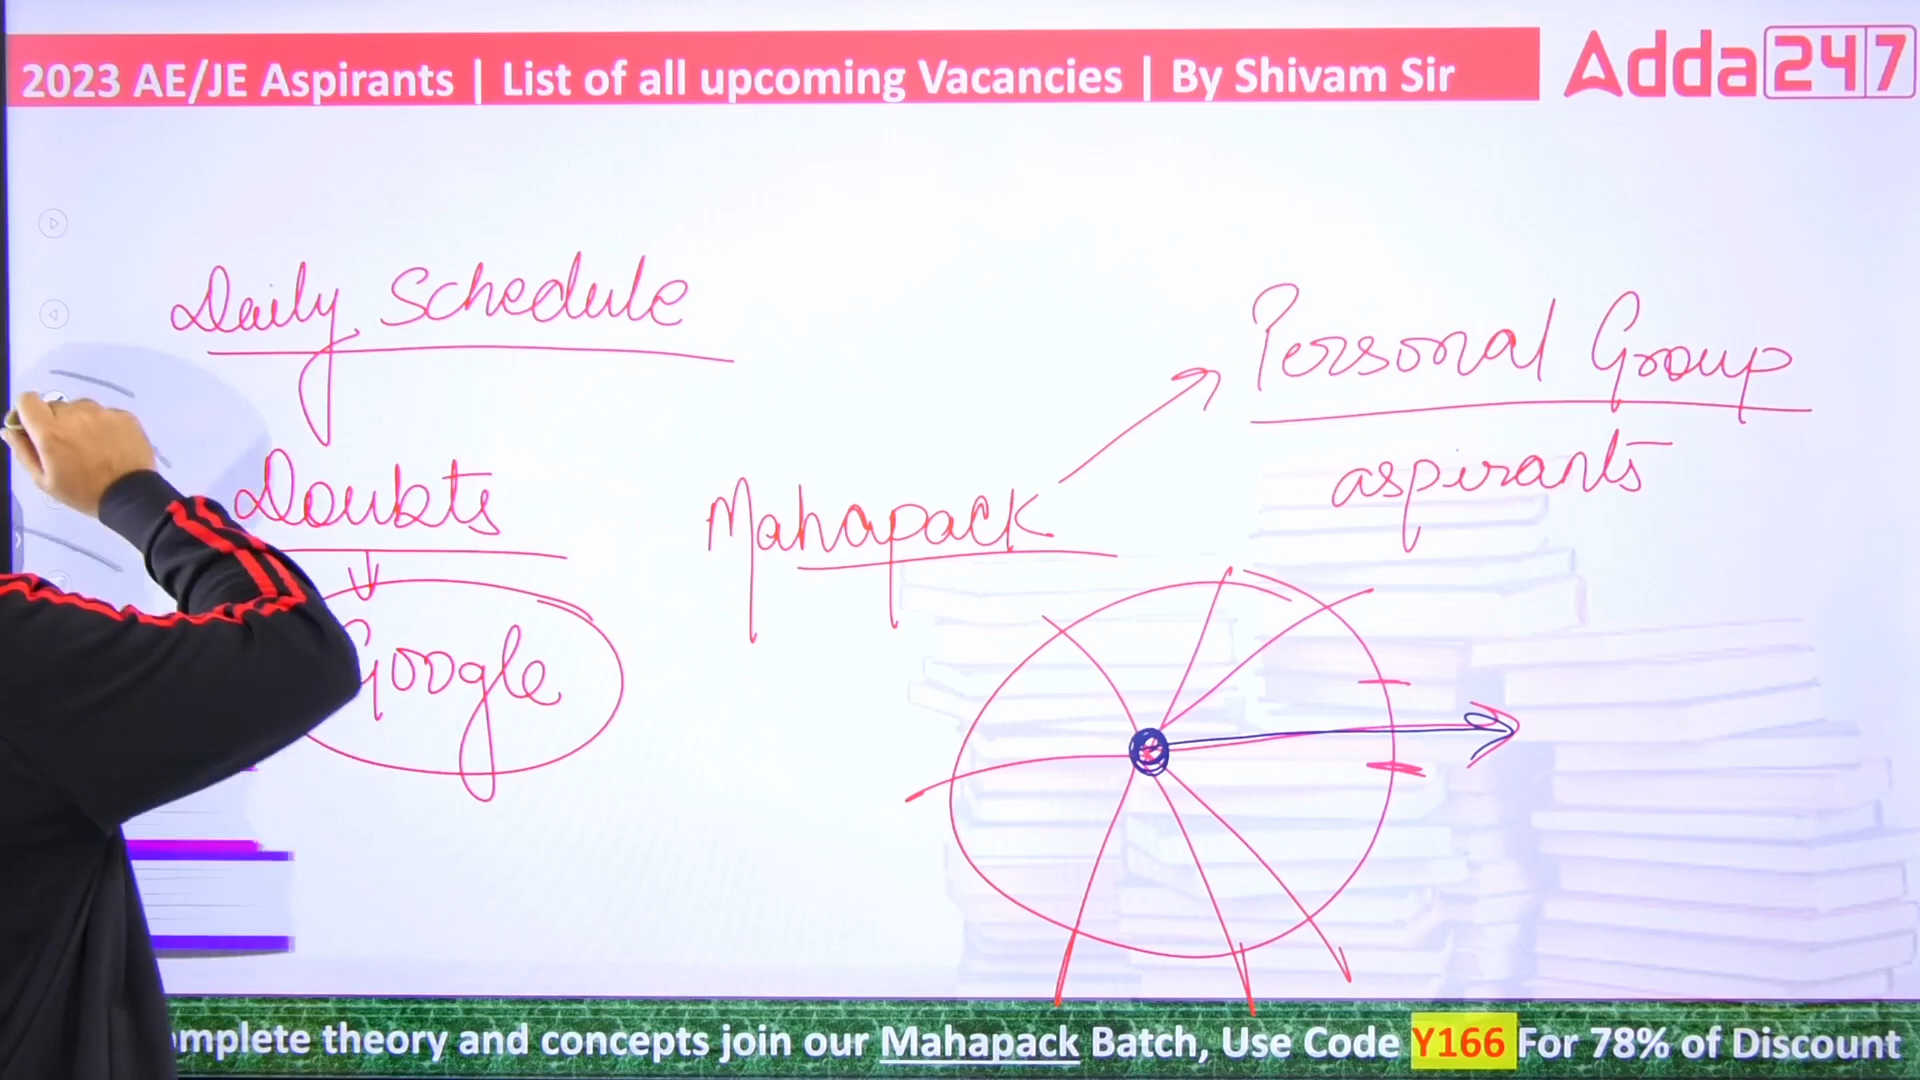 2023 AE/JE Aspirants | List of all upcoming Vacancies | By Shivam Sir
Adda247
Daily Schedule
Personal Group
aspirants
Doubts
Mahapack
Google
omplete theory and concepts join our Mahapack Batch, Use Code Y166 For 78% of Discount